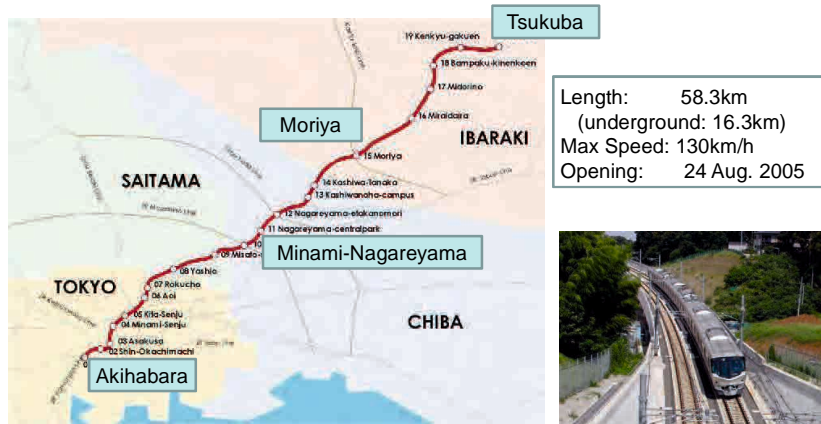 Tsukuba
19 Kenkyu-gakuen
18 Bampaku-kinenkoen
17 Midorino
16 Miraidaira
Moriya
IBARAKI
15 Moriya
14 Kashiwa-Tanaka
SAITAMA
13 Kashiwanoha-campus
12 Nagareyama-otakanomori
11 Nagareyama-centralpark
10
09 Misato-
Minami-Nagareyama
08 Yashio
TOKYO
07 Rokucho
06 Aoi
05 Kita-Senju
04 Minami-Senju
CHIBA
03 Asakusa
02 Shin-Okachimachi
Akihabara
Length: 58.3km
(underground: 16.3km)
Max Speed: 130km/h
Opening: 24 Aug. 2005